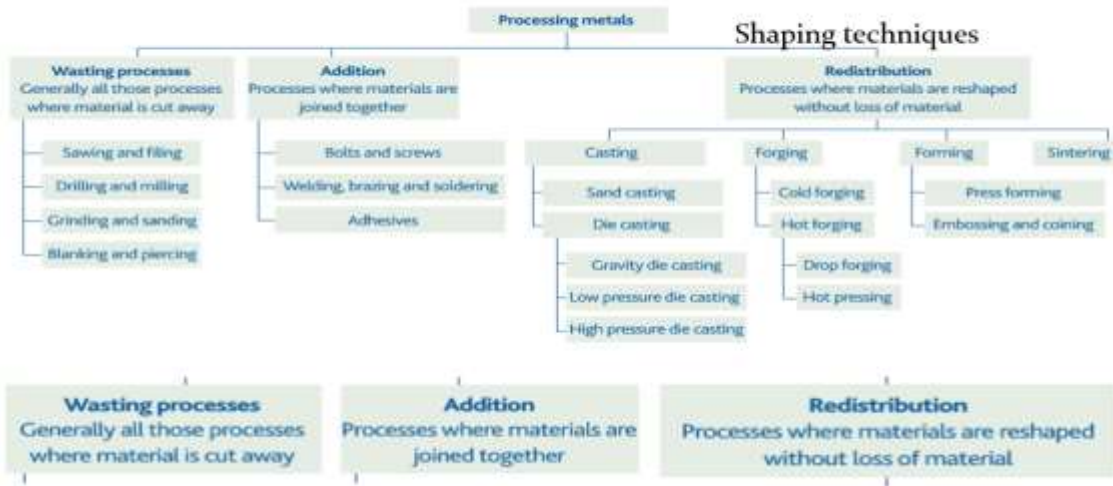 Processing metals
Shaping techniques
Wasting processes
Generally all those processes
where material is cut away
Addition
Processes where materials are
joined together
Redistribution
Processes where materials are reshaped
without loss of material
Sawing and filing
Drilling and milling
Grinding and sanding
Blanking and piercing
Bolts and screws
Welding, brazing and soldering
Adhesives
Casting
Sand casting
Die casting
Gravity die casting
Low pressure die casting
High pressure die casting
Forging
Cold forging
Hot forging
Drop forging
Hot pressing
Forming
Press forming
Embossing and coining
Sintering
Wasting processes
Generally all those processes
where material is cut away
Addition
Processes where materials are
joined together
Redistribution
Processes where materials are reshaped
without loss of material